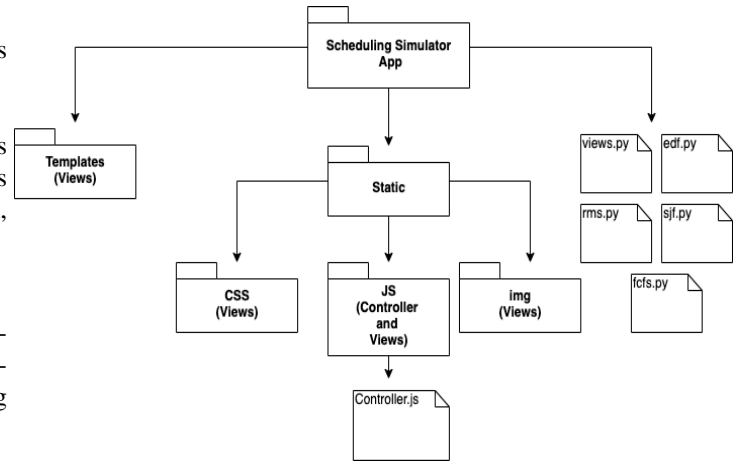 Scheduling Simulator
App
s
s
s
,
-
-
g
Templates
(Views)
Static
views.py
edf.py
rms.py
sjf.py
fcfs.py
CSS
(Views)
JS
(Controller
and
Views)
img
(Views)
Controller.js